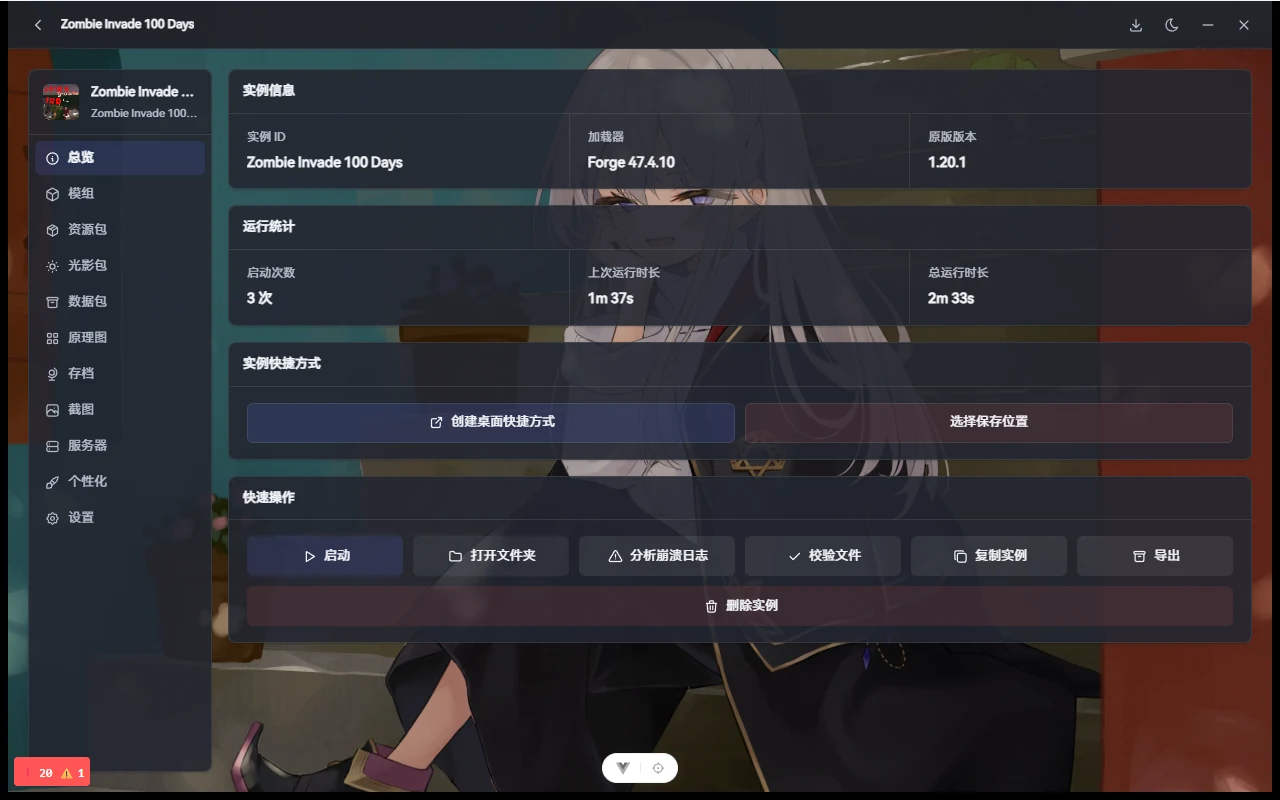 Zombie Invade 100 Days
Zombie Invade ...
Zombie Invade 100...
总览
模组
资源包
光影包
数据包
原理图
存档
截图
服务器
个性化
设置
实例信息
实例 ID
Zombie Invade 100 Days
加载器
Forge 47.4.10
原版版本
1.20.1
运行统计
启动次数
3 次
上次运行时长
1m 37s
总运行时长
2m 33s
实例快捷方式
创建桌面快捷方式
选择保存位置
快速操作
启动
打开文件夹
分析崩溃日志
校验文件
复制实例
导出
删除实例
20 ⚠️ 1